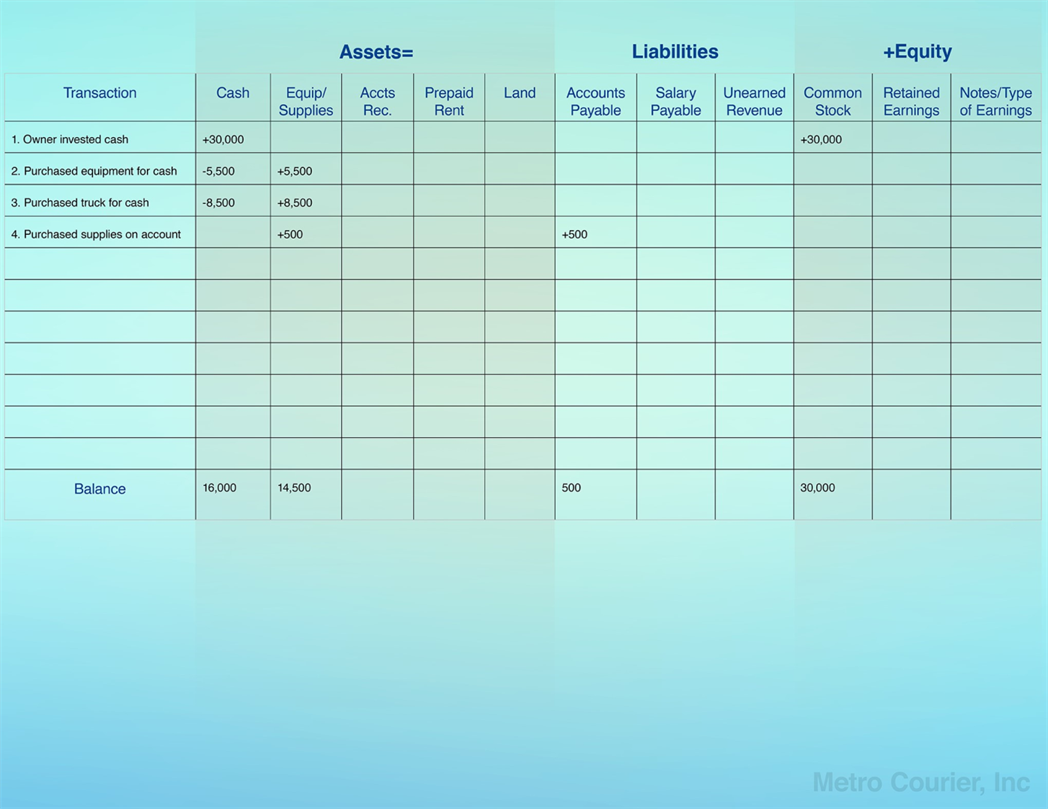 Assets= Liabilities +Equity
Transaction Cash Equip/ Accts Prepaid Land Accounts Salary Unearned Common Retained Notes/Type
Supplies Rec. Rent Payable Payable Revenue Stock Earnings of Earnings
1. Owner invested cash +30,000 +30,000
2. Purchased equipment for cash -5,500 +5,500
3. Purchased truck for cash -8,500 +8,500
4. Purchased supplies on account +500 +500
Balance 16,000 14,500 500 30,000
Metro Courier, Inc